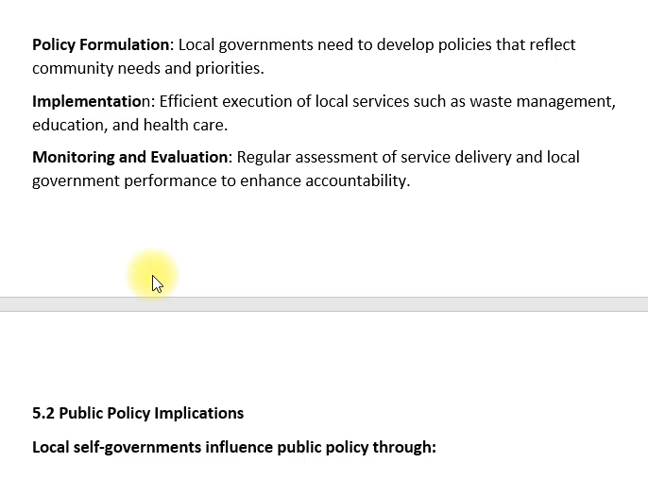 Policy Formulation: Local governments need to develop policies that reflect
community needs and priorities.
Implementation: Efficient execution of local services such as waste management,
education, and health care.
Monitoring and Evaluation: Regular assessment of service delivery and local
government performance to enhance accountability.
5.2 Public Policy Implications
Local self-governments influence public policy through: